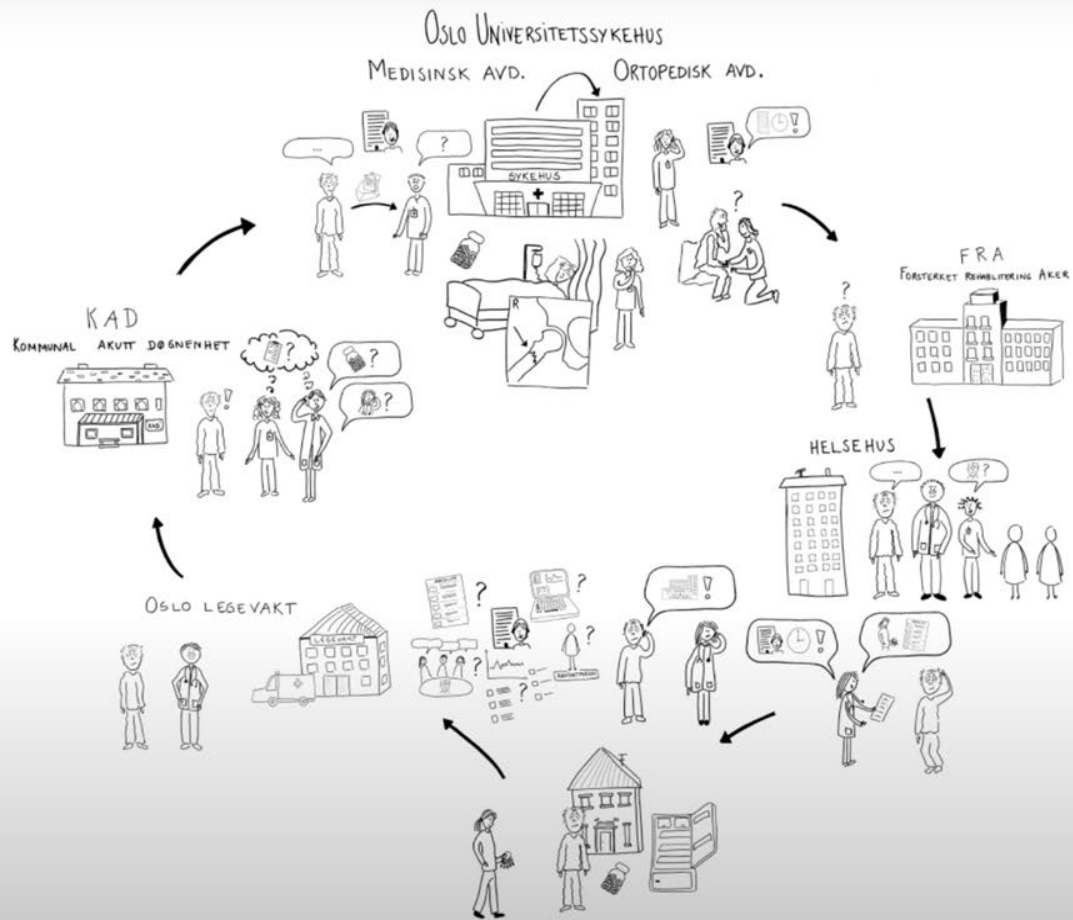 OSLO UNIVERSITETSSYKEHUS
MEDISINSK AVD.
ORTOPEDISK AVD.
...
?
!
SYKEHUS
R
?
FRA
FORSTERKET REHABLITERING AKER
?
KAD
KOMMUNAL AKUTT DØGNENHET
?
?
?
!
KAD
HELSEHUS
...
?
OSLO LEGEVAKT
LEGEVAKT
?
?
?
?
?
!
!